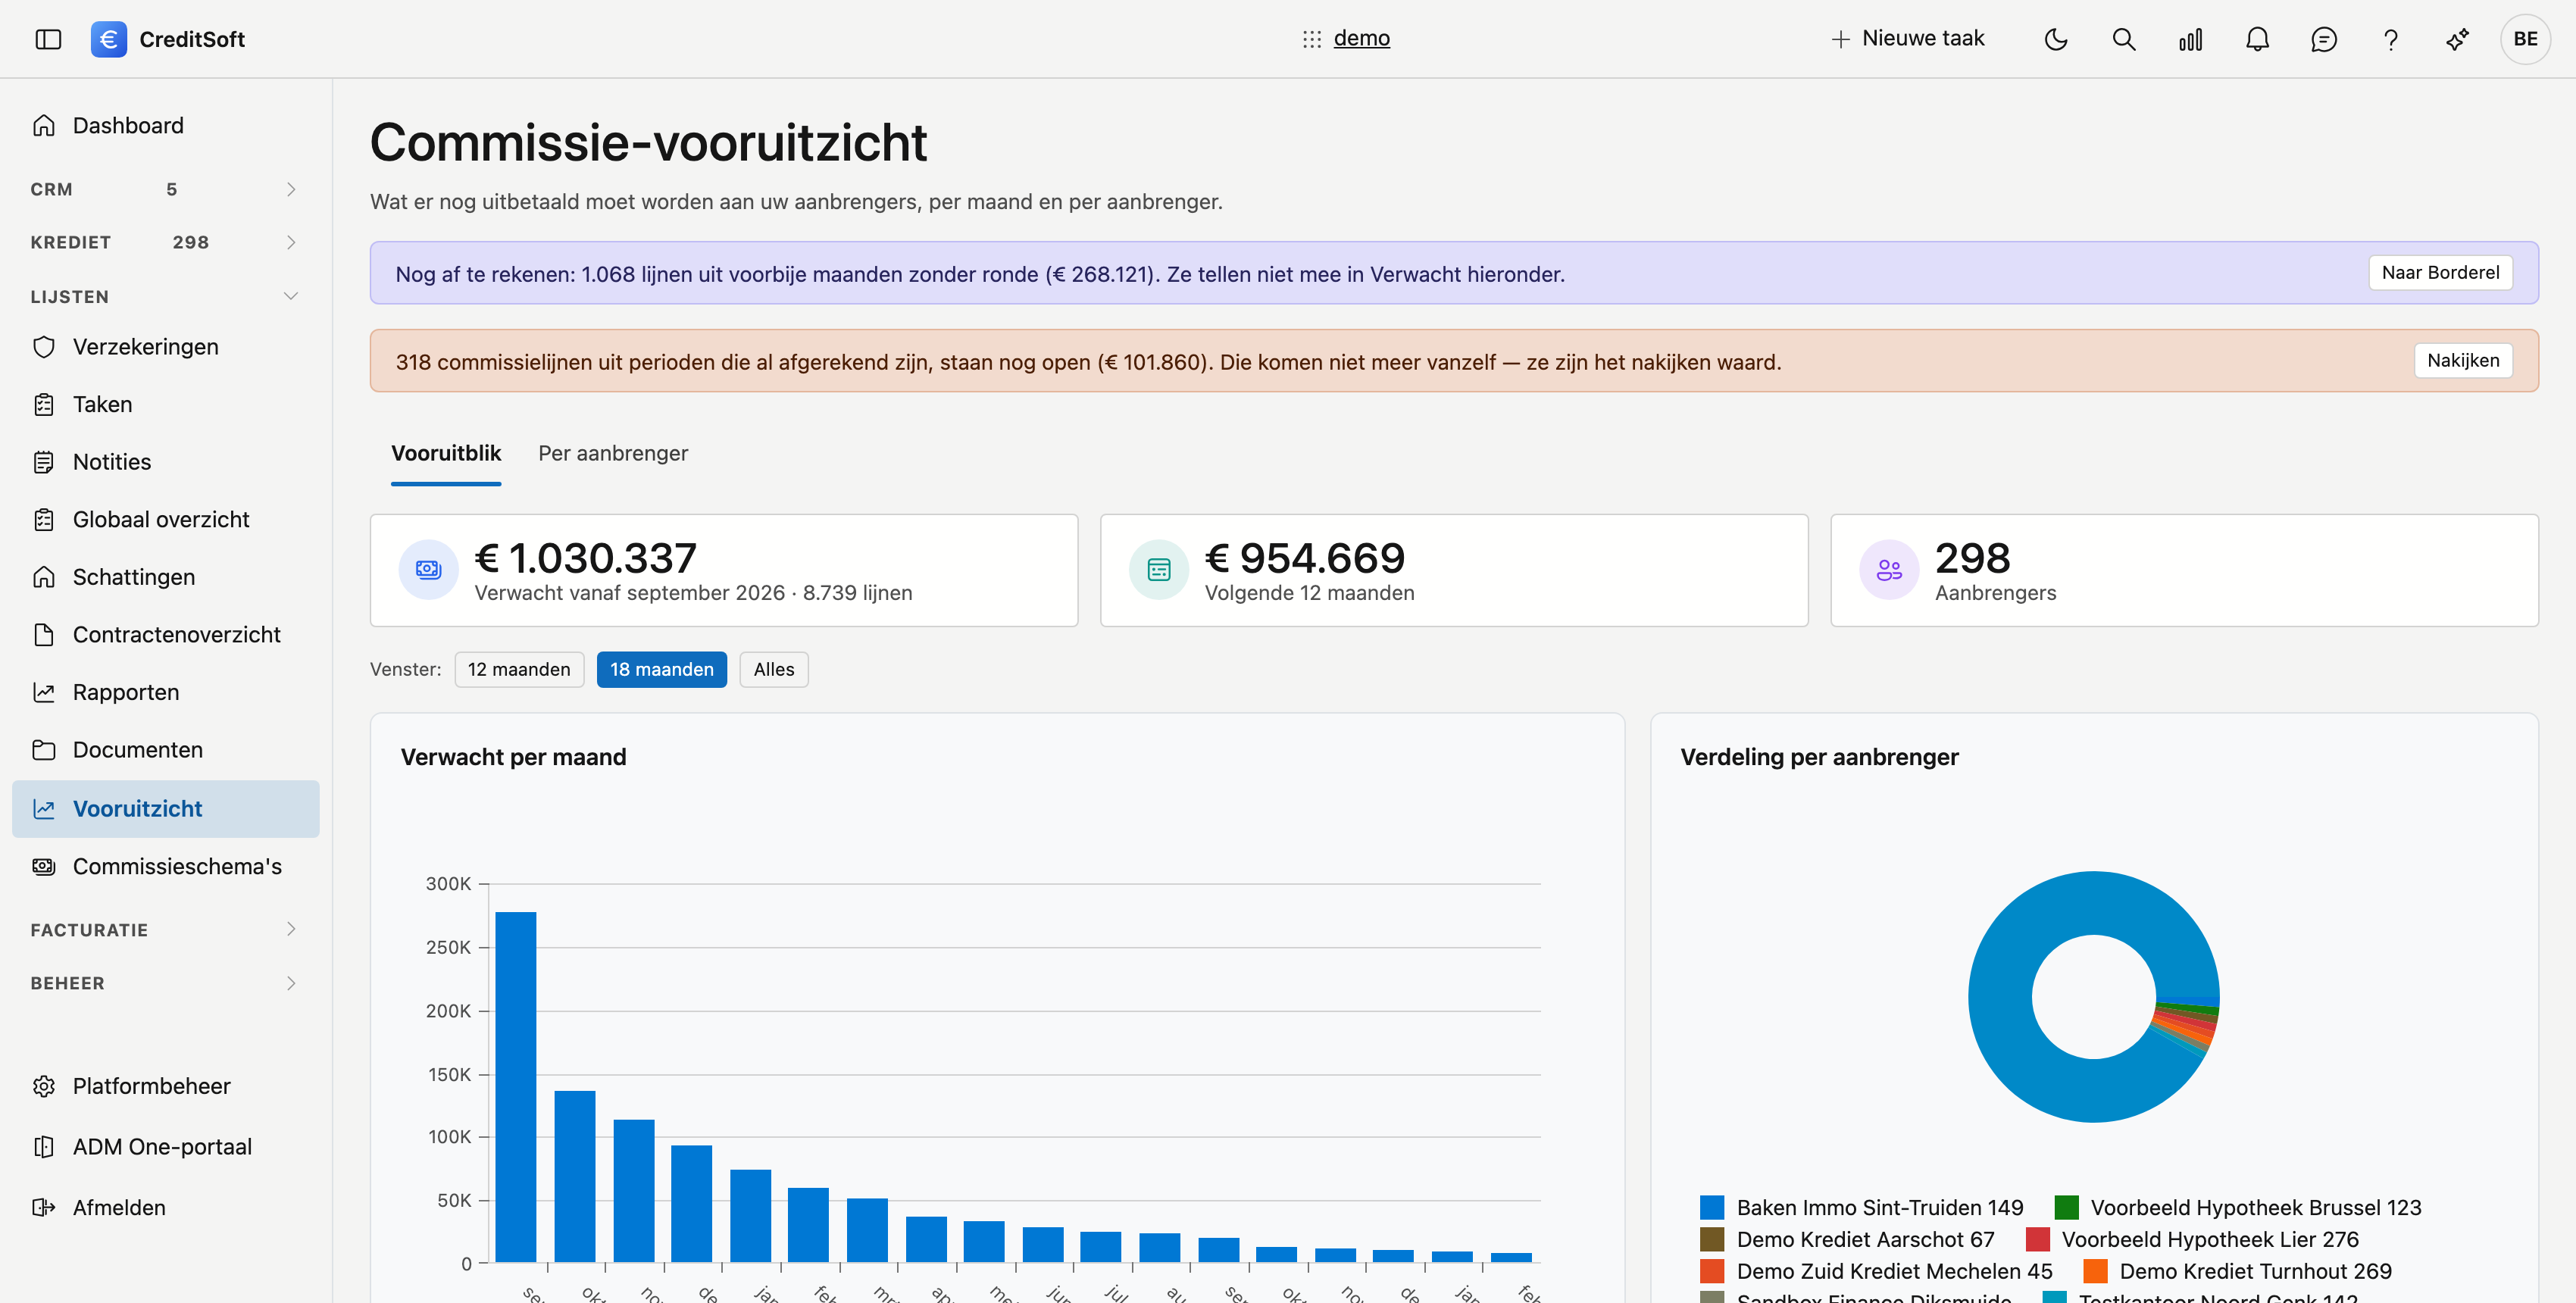 CreditSoft
demo
Nieuwe taak
BE
Dashboard
CRM 5
KREDIET 298
LIJSTEN
Verzekeringen
Taken
Notities
Globaal overzicht
Schattingen
Contractenoverzicht
Rapporten
Documenten
Vooruitzicht
Commissieschema's
FACTURATIE
BEHEER
Platformbeheer
ADM One-portaal
Afmelden
Commissie-vooruitzicht
Wat er nog uitbetaald moet worden aan uw aanbrengers, per maand en per aanbrenger.
Nog af te rekenen: 1.068 lijnen uit voorbije maanden zonder ronde (€ 268.121). Ze tellen niet mee in Verwacht hieronder.
Naar Borderel
318 commissielijnen uit perioden die al afgerekend zijn, staan nog open (€ 101.860). Die komen niet meer vanzelf — ze zijn het nakijken waard.
Nakijken
Vooruitblik
Per aanbrenger
€ 1.030.337
Verwacht vanaf september 2026 · 8.739 lijnen
€ 954.669
Volgende 12 maanden
298
Aanbrengers
Venster:
12 maanden
18 maanden
Alles
Verwacht per maand
300K
250K
200K
150K
100K
50K
0
Verdeling per aanbrenger
Baken Immo Sint-Truiden 149
Voorbeeld Hypotheek Brussel 123
Demo Krediet Aarschot 67
Voorbeeld Hypotheek Lier 276
Demo Zuid Krediet Mechelen 45
Demo Krediet Turnhout 269
Sandbox Finance Diksmuide
Testkantoor Noord Genk 142